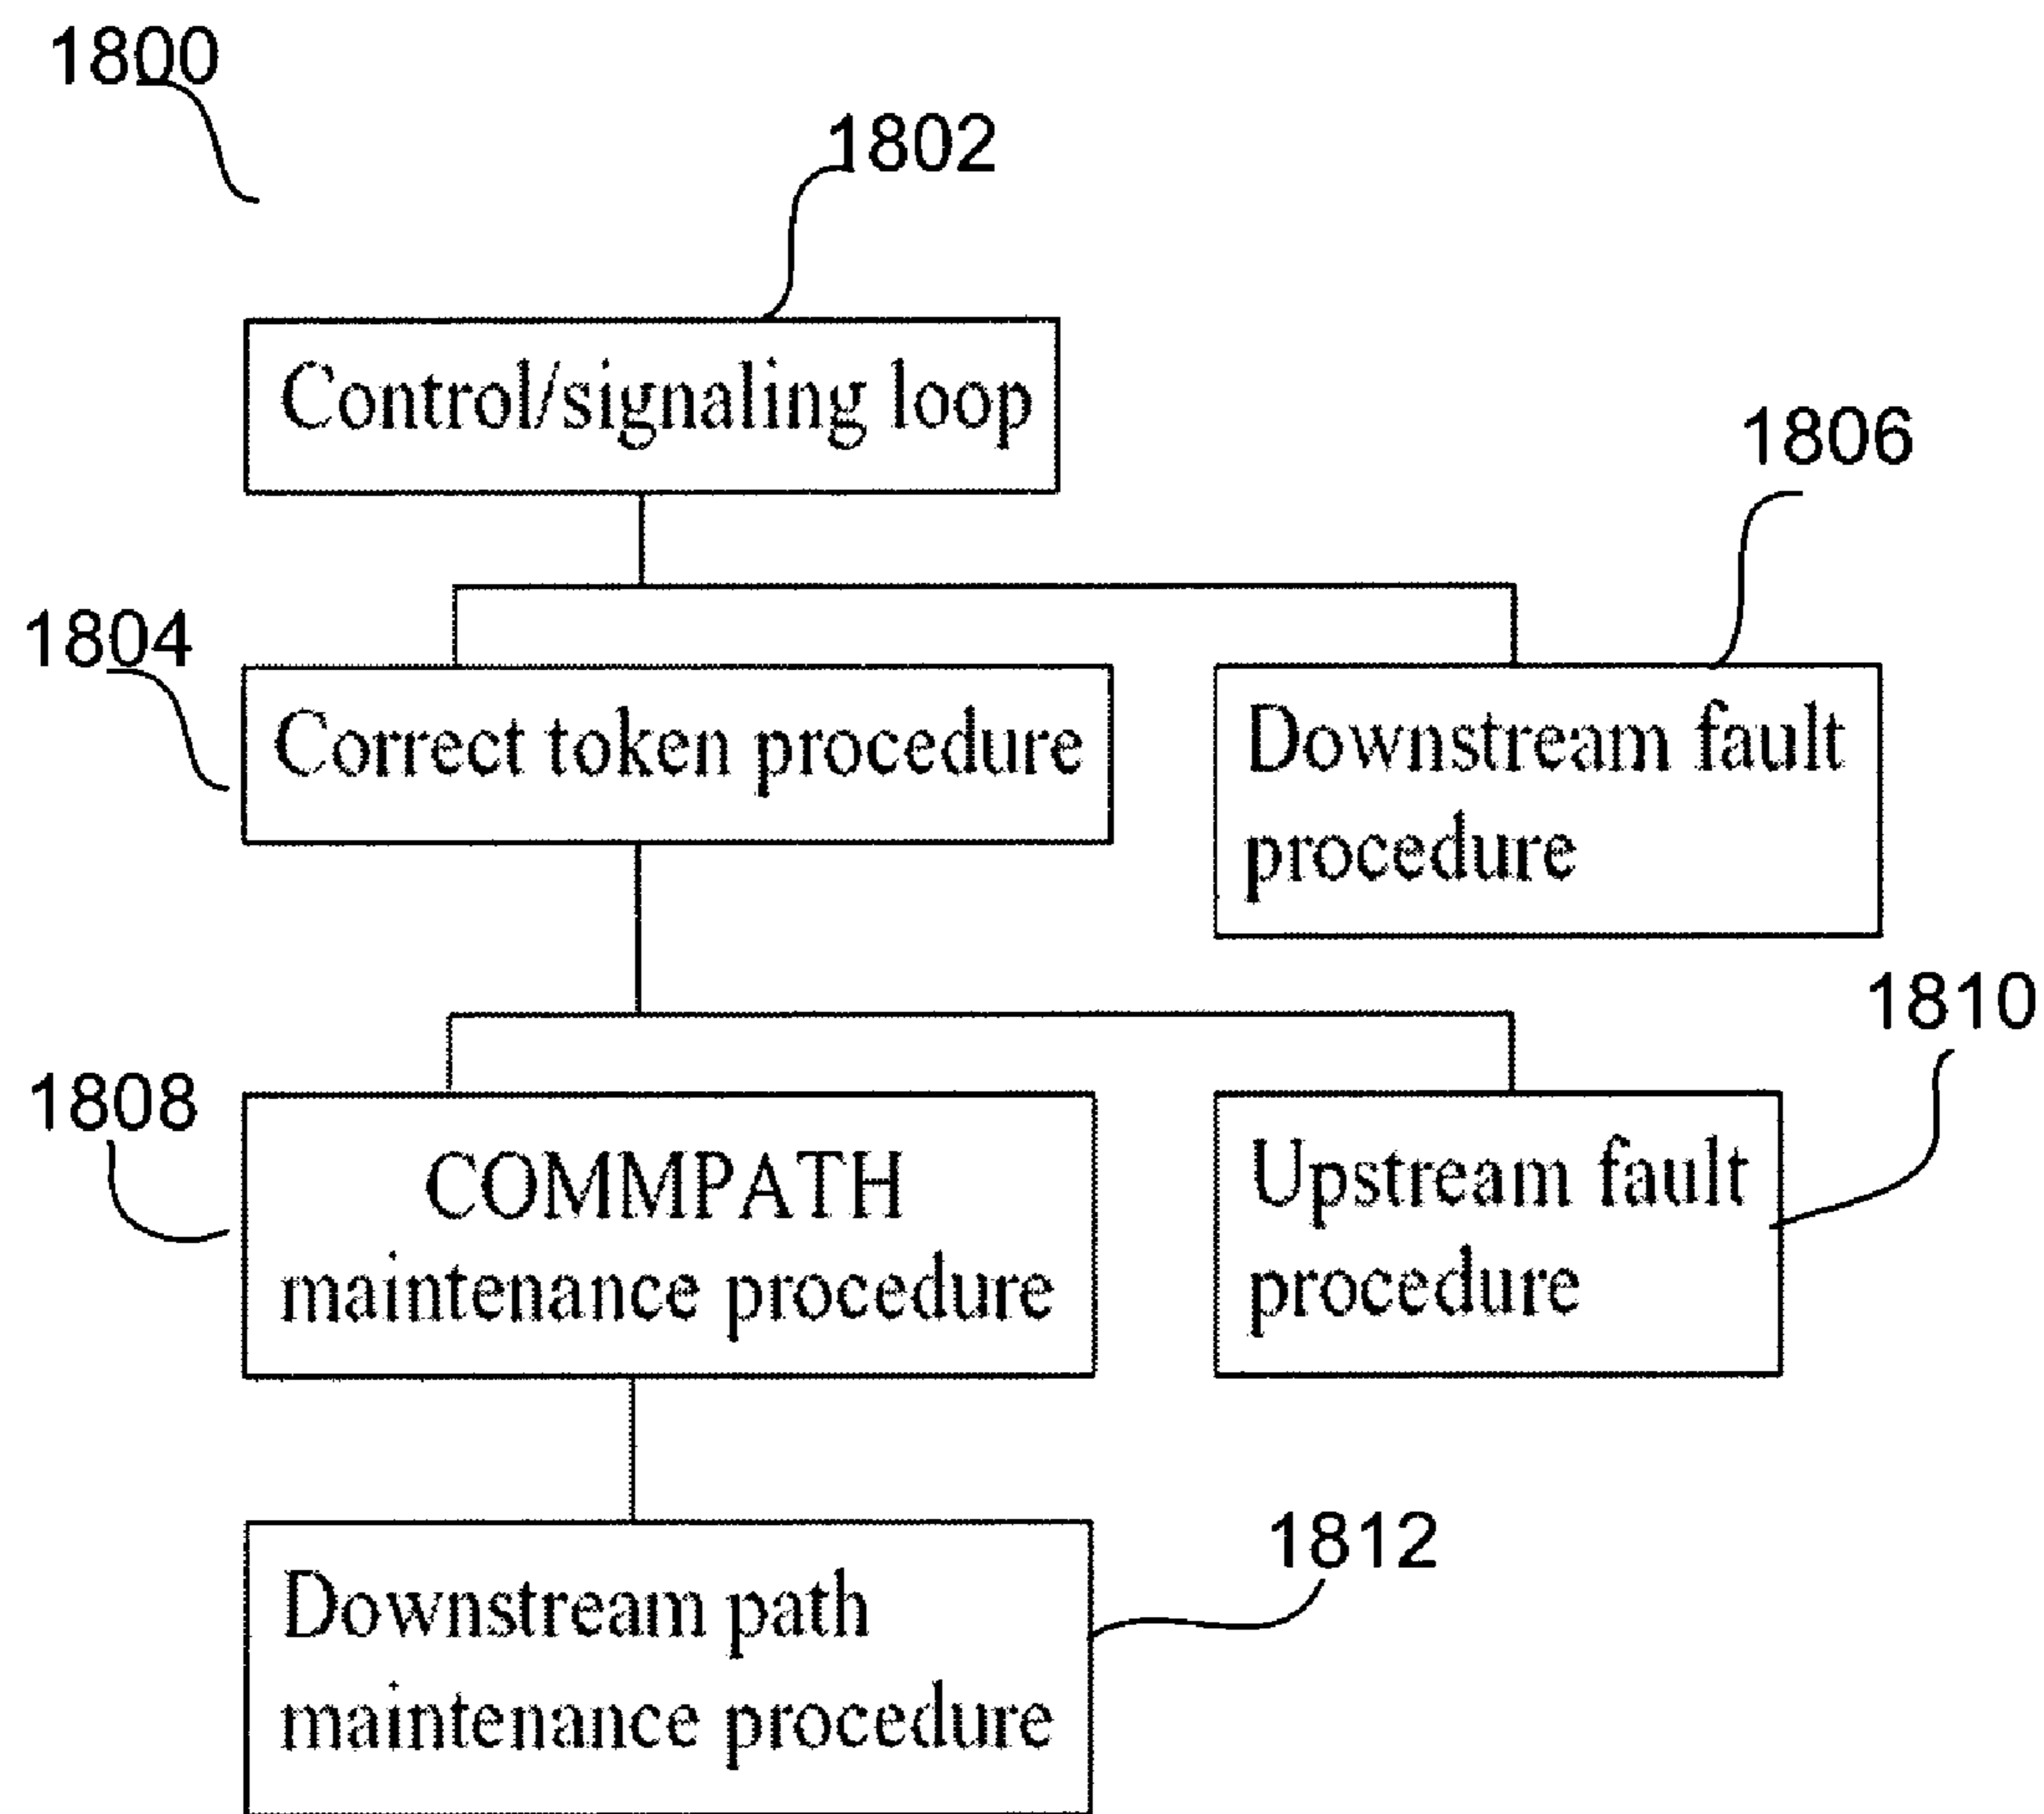 1800
1802
Control/signaling loop
1806
1804
Correct token procedure
Downstream fault
procedure
1810
1808
COMMPATH
maintenance procedure
Upstream fault
procedure
1812
Downstream path
maintenance procedure